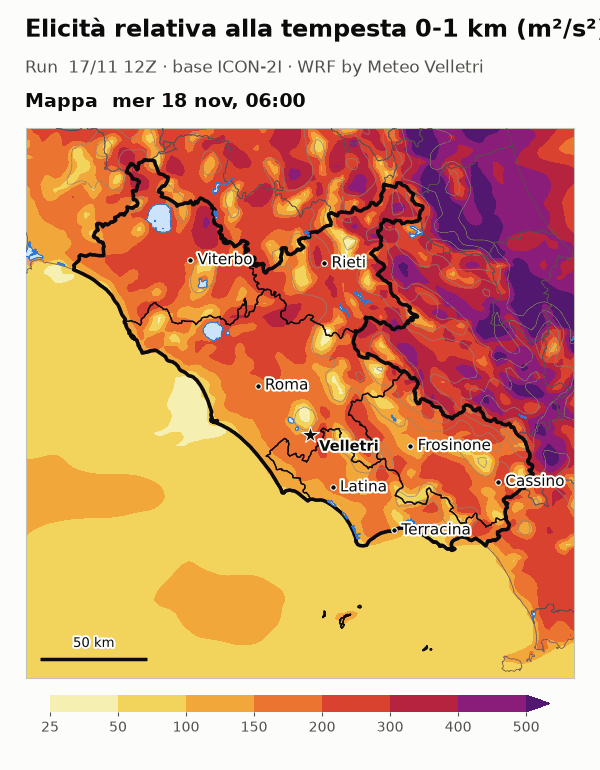 Elicità relativa alla tempesta 0-1 km (m²/s²)
Run 17/11 12Z · base ICON-2I · WRF by Meteo Velletri
Mappa mer 18 nov, 06:00
Viterbo
Rieti
Roma
Velletri
Frosinone
Cassino
Latina
Terracina
50 km
25 50 100 150 200 300 400 500